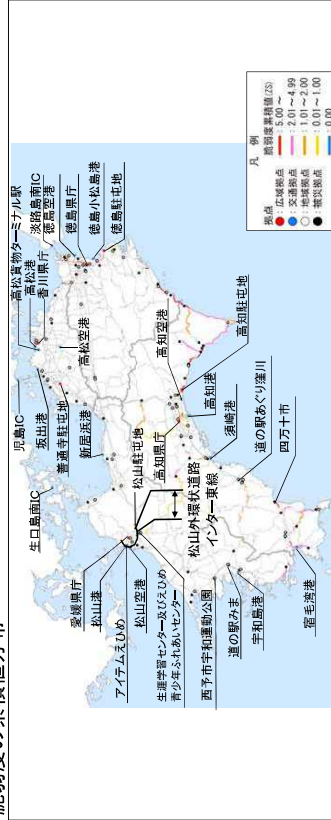 脆弱度の累積値分布
生口島南IC
児島IC
坂出港
善通寺駐屯地
新居浜港
高松貨物ターミナル駅
高松港
香川県庁
高松空港
淡路島南IC
徳島空港
徳島県庁
徳島小松島港
徳島駐屯地
愛媛県庁
松山港
アイテムえひめ
松山空港
生涯学習センター及びえひめ
青少年ふれあいセンター
松山駐屯地
松山外環状道路
インター東線
高知県庁
高知空港
高知駐屯地
高知港
須崎港
道の駅あぐり窪川
四万十市
西予市宇和運動公園
道の駅みま
宇和島港
宿毛湾港
凡 例
拠点
:広域拠点
:交通拠点
:地域拠点
:被災拠点
脆弱度累積値(ZS)
:5.00 ~
:2.01 ~ 4.99
:1.01 ~ 2.00
:0.01 ~ 1.00
:0.00